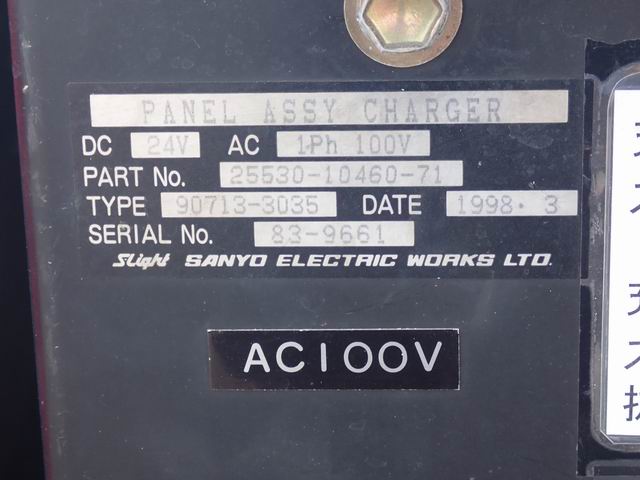 PANEL ASSY CHARGER
DC 24V AC 1Ph 100V
PART No. 25530-10460-71
TYPE 90713-3035 DATE 1998. 3
SERIAL No. 83-9661
SLight SANYO ELECTRIC WORKS LTD.
AC100V